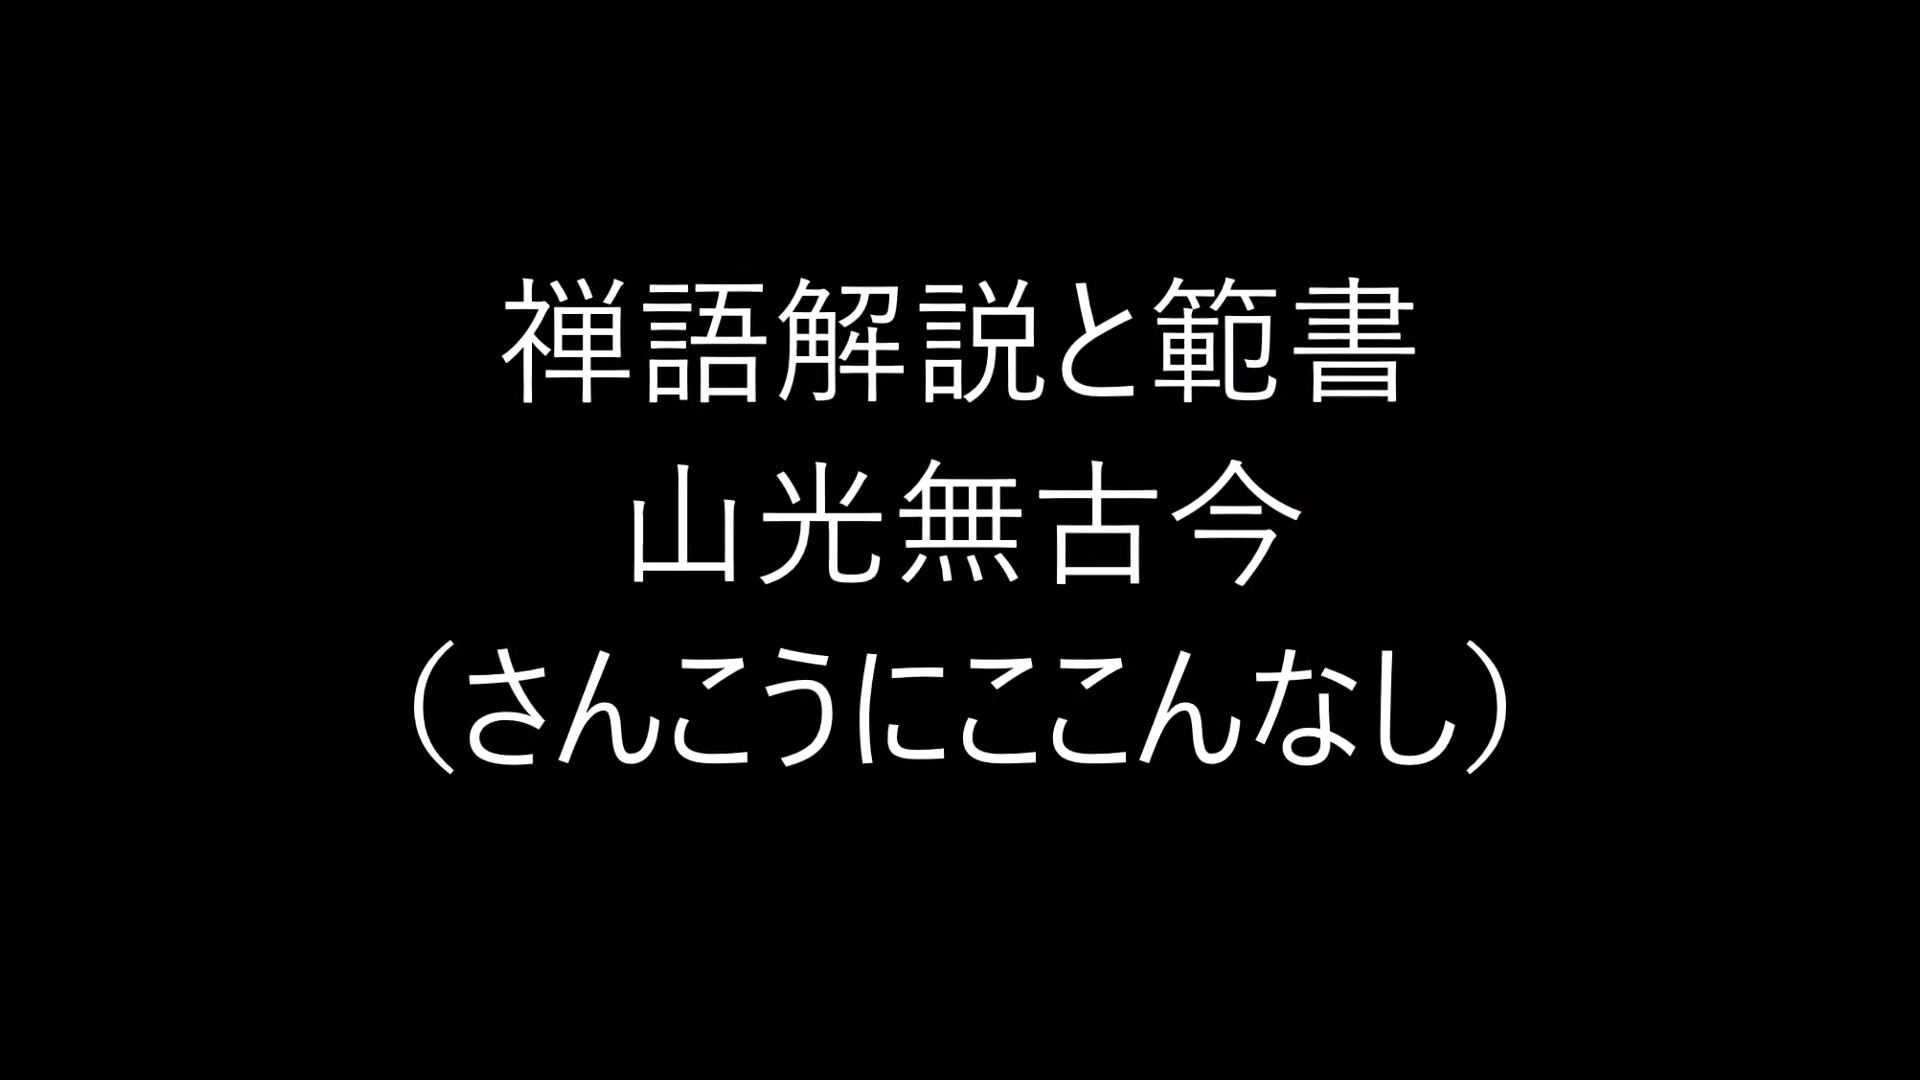 禅語解説と範書
山光無古今
（さんこうにここんなし）